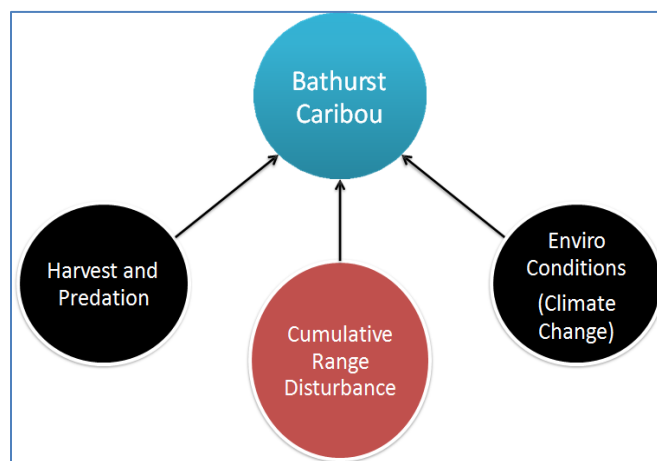 Bathurst
Caribou
Harvest and
Predation
Cumulative
Range
Disturbance
Enviro
Conditions
(Climate
Change)